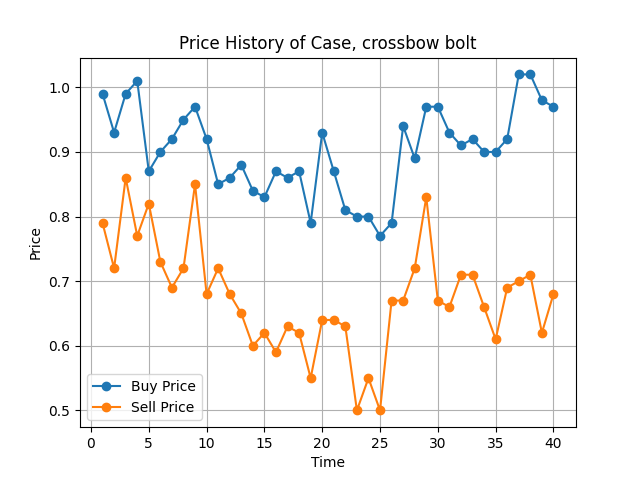 Price History of Case, crossbow bolt
1.0
0.9
0.8
0.7
0.6
0.5
Price
Buy Price
Sell Price
0 5 10 15 20 25 30 35 40
Time